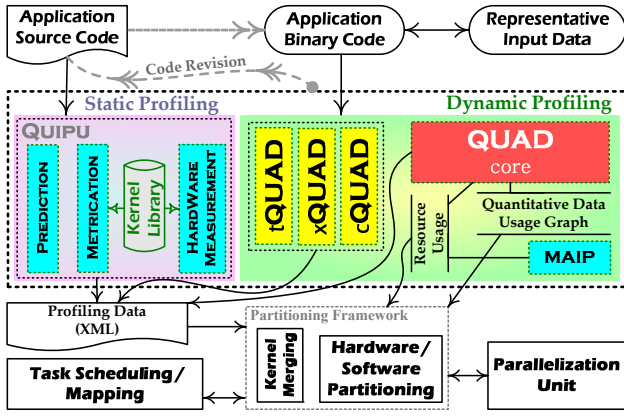 Application
Source Code
Application
Binary Code
Representative
Input Data
Code Revision
Static Profiling
Dynamic Profiling
QUIPU
PREDICTION
METRICATION
Kernel
Library
HARDWARE
MEASUREMENT
tQUAD
xQUAD
cQUAD
QUAD
core
Resource
Usage
Quantitative Data
Usage Graph
MAIP
Profiling Data
(XML)
Partitioning Framework
Kernel
Merging
Hardware/
Software
Partitioning
Task Scheduling/
Mapping
Parallelization
Unit